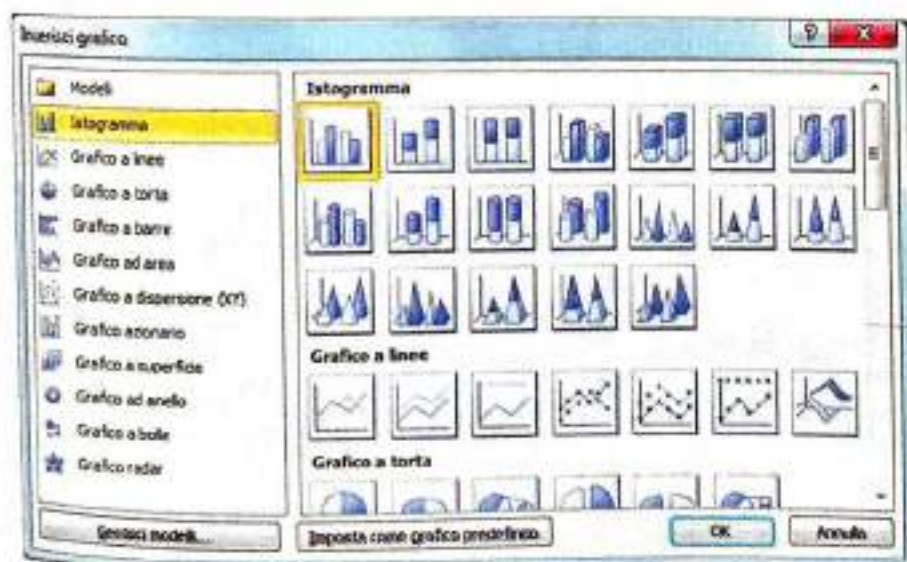 Inserisci grafico
Modelli
Istogramma
Grafico a linee
Grafico a torta
Grafico a barre
Grafico ad area
Grafico a dispersione (XY)
Grafico azionario
Grafico a superficie
Grafico ad anello
Grafico a bolle
Grafico radar
Gestisci modelli...
Istogramma
Grafico a linee
Grafico a torta
Imposta come grafico predefinito
OK
Annulla